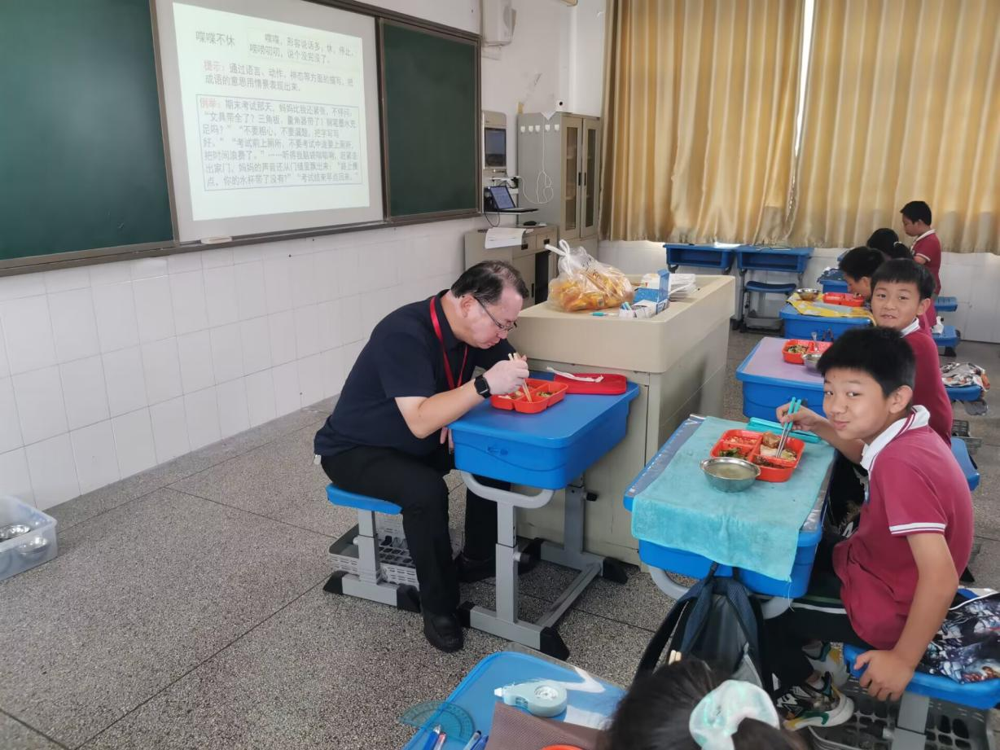 喋喋不休
喋喋，形容说话多；休，停止。
唠唠叨叨，说个没完没了。
提示：通过语言、动作、神态等方面的描写，把
成语的意思用情景表现出来。
例举：期末考试那天，妈妈比我还紧张，不停问：
“文具带全了？三角板，量角器带了？钢笔墨水充
足吗？”“不要粗心，不要漏题，把字写写
好。”“考试前上厕所，不要考试中途要上厕所，
把时间浪费了。”……听得我脑袋嗡嗡响，赶紧走
出家门，妈妈的声音还从门缝里飘出来：“路上慢
点，你的水杯带了没有？”“考试结束早点回来。”